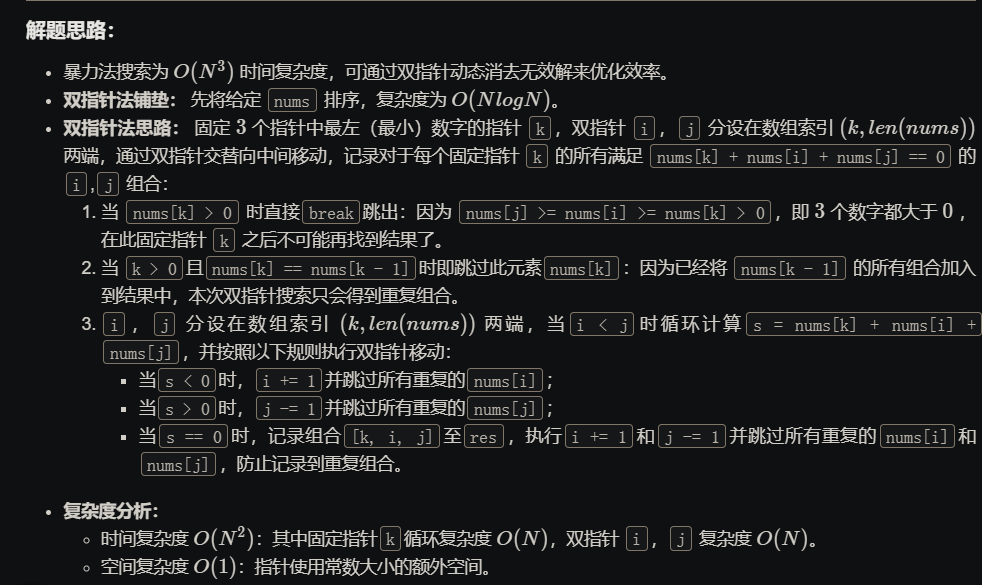 解题思路：
• 暴力法搜索为 O(N³) 时间复杂度，可通过双指针动态消去无效解来优化效率。
• 双指针法铺垫： 先将给定 nums 排序，复杂度为 O(NlogN)。
• 双指针法思路： 固定 3 个指针中最左（最小）数字的指针 k ，双指针 i ， j 分设在数组索引 (k, len(nums))
两端，通过双指针交替向中间移动，记录对于每个固定指针 k 的所有满足 nums[k] + nums[i] + nums[j] == 0 的
i , j 组合：
1. 当 nums[k] > 0 时直接 break 跳出：因为 nums[j] >= nums[i] >= nums[k] > 0 ，即 3 个数字都大于 0 ，
在此固定指针 k 之后不可能再找到结果了。
2. 当 k > 0 且 nums[k] == nums[k - 1] 时即跳过此元素 nums[k] ：因为已经将 nums[k - 1] 的所有组合加入
到结果中，本次双指针搜索只会得到重复组合。
3. i ， j 分设在数组索引 (k, len(nums)) 两端，当 i < j 时循环计算 s = nums[k] + nums[i] +
nums[j] ，并按照以下规则执行双指针移动：
▪ 当 s < 0 时， i += 1 并跳过所有重复的 nums[i] ；
▪ 当 s > 0 时， j -= 1 并跳过所有重复的 nums[j] ；
▪ 当 s == 0 时，记录组合 [k, i, j] 至 res ，执行 i += 1 和 j -= 1 并跳过所有重复的 nums[i] 和
nums[j] ，防止记录到重复组合。
• 复杂度分析：
◦ 时间复杂度 O(N²)：其中固定指针 k 循环复杂度 O(N)，双指针 i ， j 复杂度 O(N)。
◦ 空间复杂度 O(1)：指针使用常数大小的额外空间。